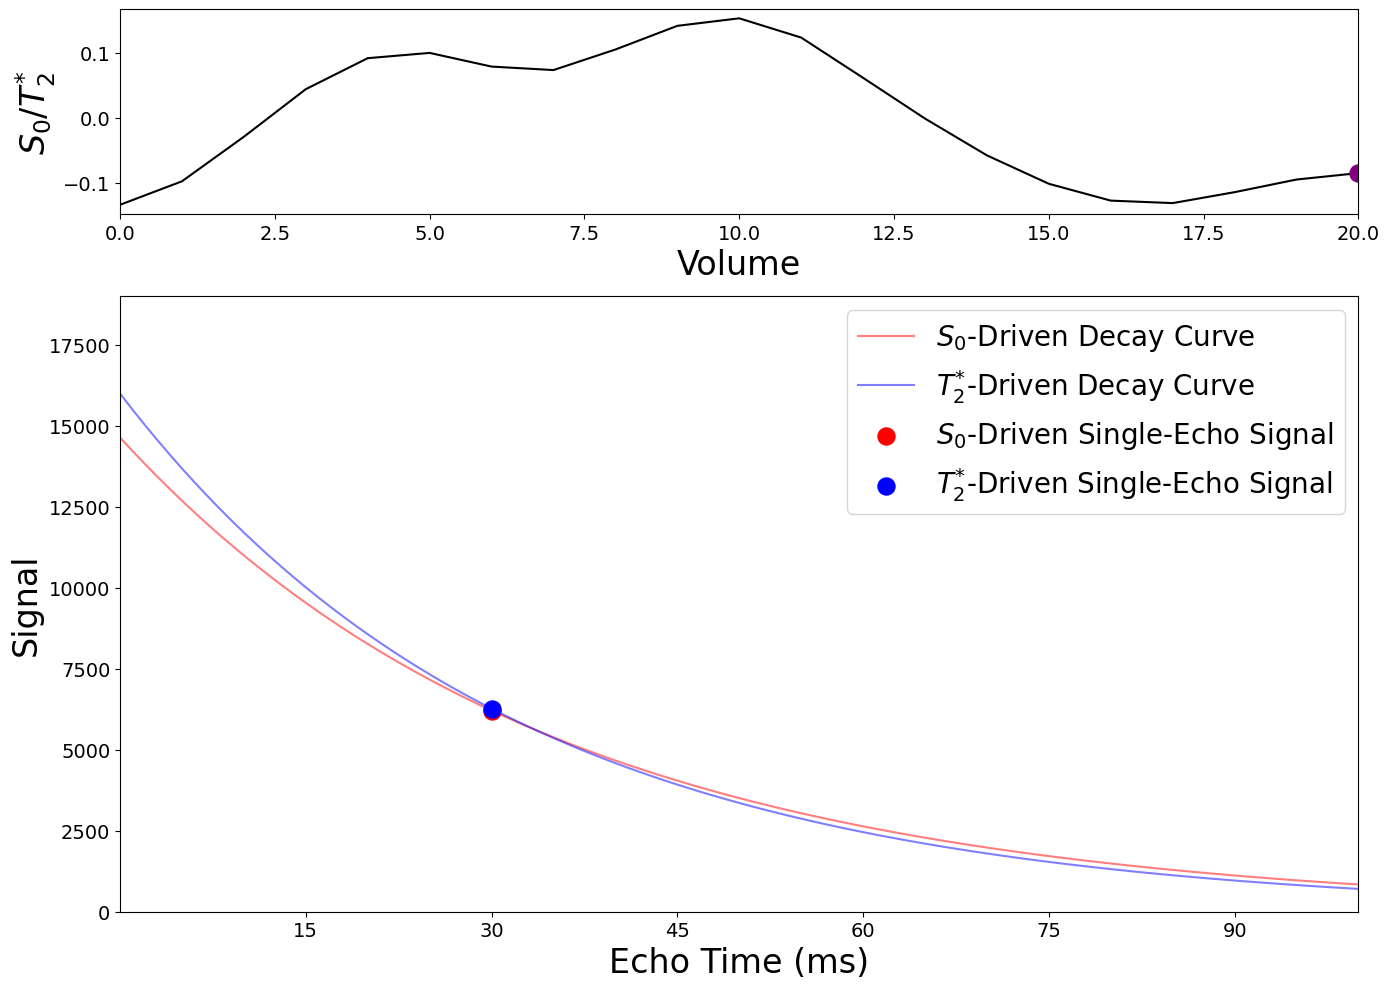 S₀/T₂*
0.1
0.0
−0.1
0.0 2.5 5.0 7.5 10.0 12.5 15.0 17.5 20.0
Volume
Signal
17500
15000
12500
10000
7500
5000
2500
0
S₀-Driven Decay Curve
T₂*-Driven Decay Curve
S₀-Driven Single-Echo Signal
T₂*-Driven Single-Echo Signal
15 30 45 60 75 90
Echo Time (ms)